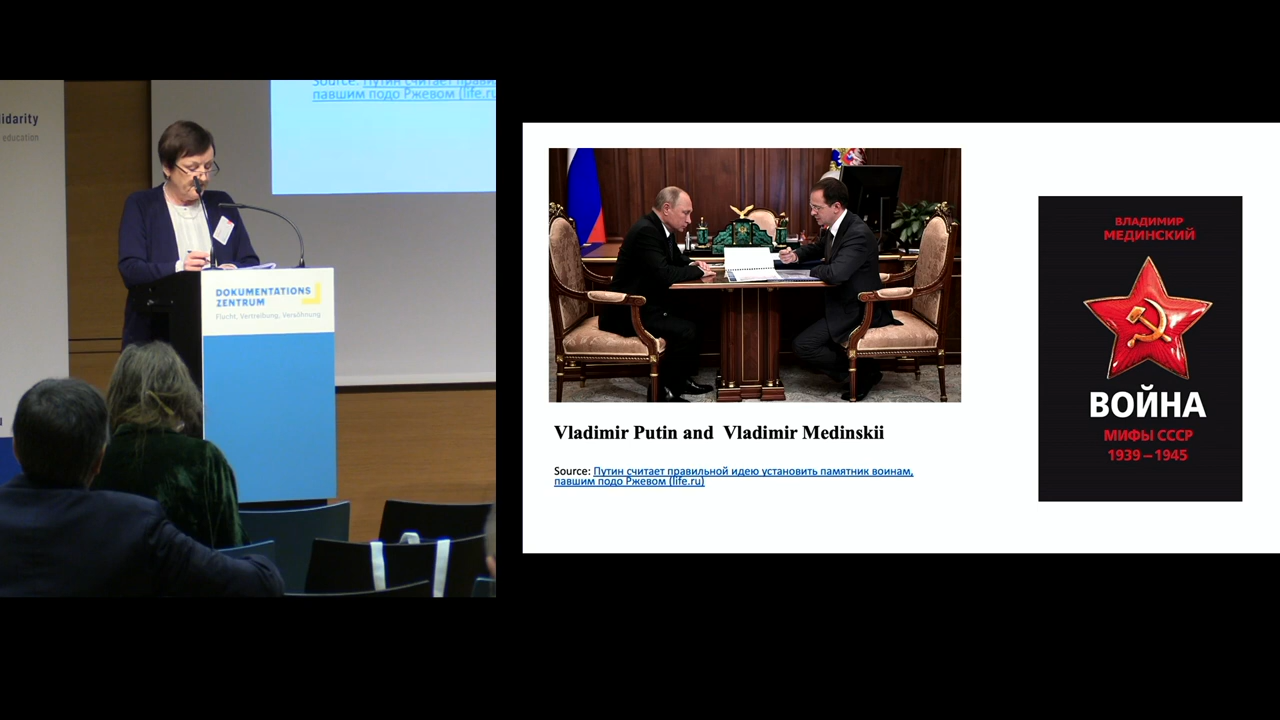 lidarity
education
Source: Путин считает прави
павшим подо Ржевом (life.ru
DOKUMENTATIONS
ZENTRUM
Flucht, Vertreibung, Versöhnung
Vladimir Putin and Vladimir Medinskii
Source: Путин считает правильной идею установить памятник воинам,
павшим подо Ржевом (life.ru)
ВЛАДИМИР
МЕДИНСКИЙ
ВОЙНА
МИФЫ СССР
1939 – 1945